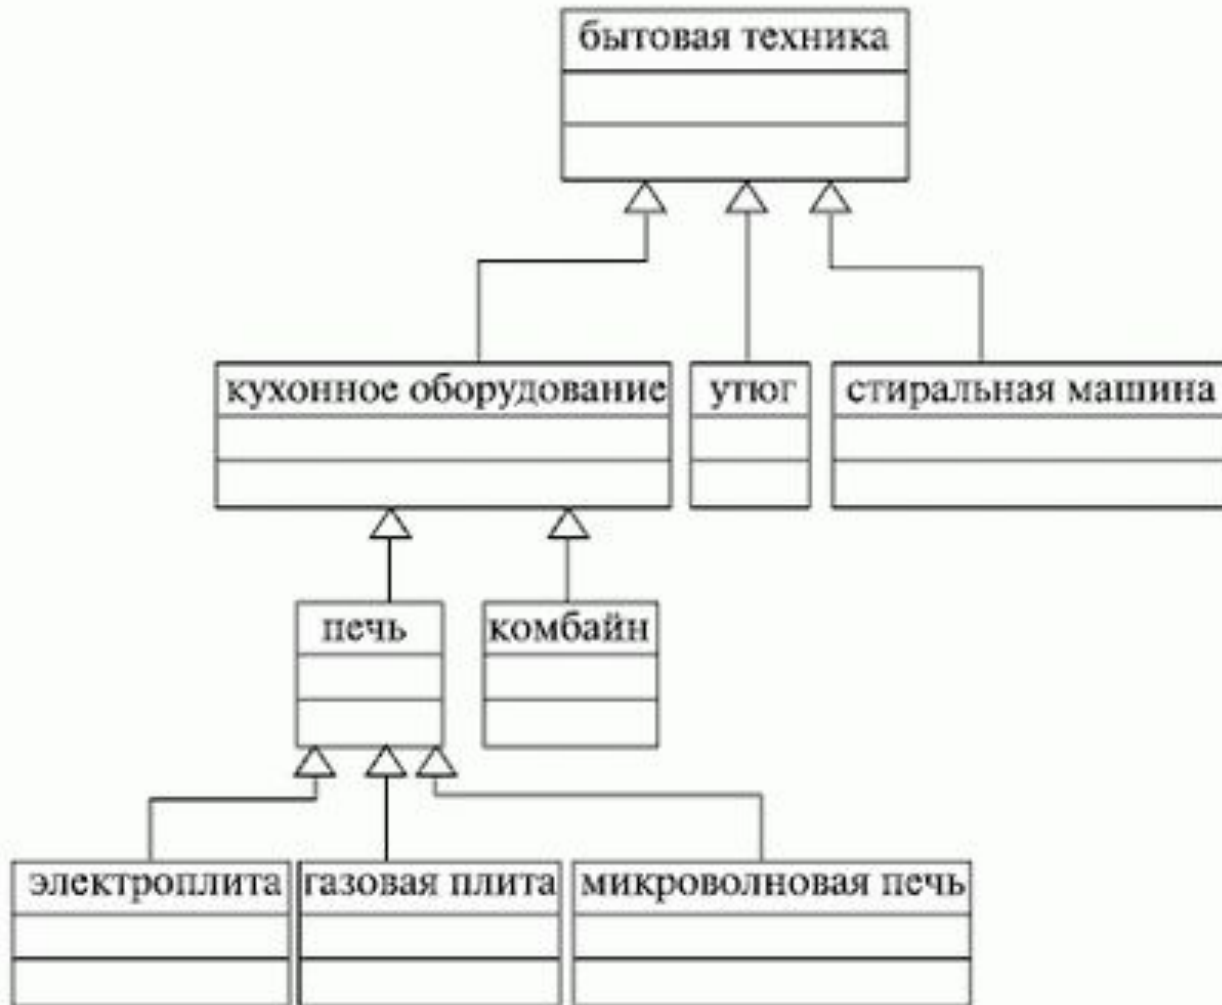 бытовая техника
кухонное оборудование
утюг
стиральная машина
печь
комбайн
электроплита
газовая плита
микроволновая печь